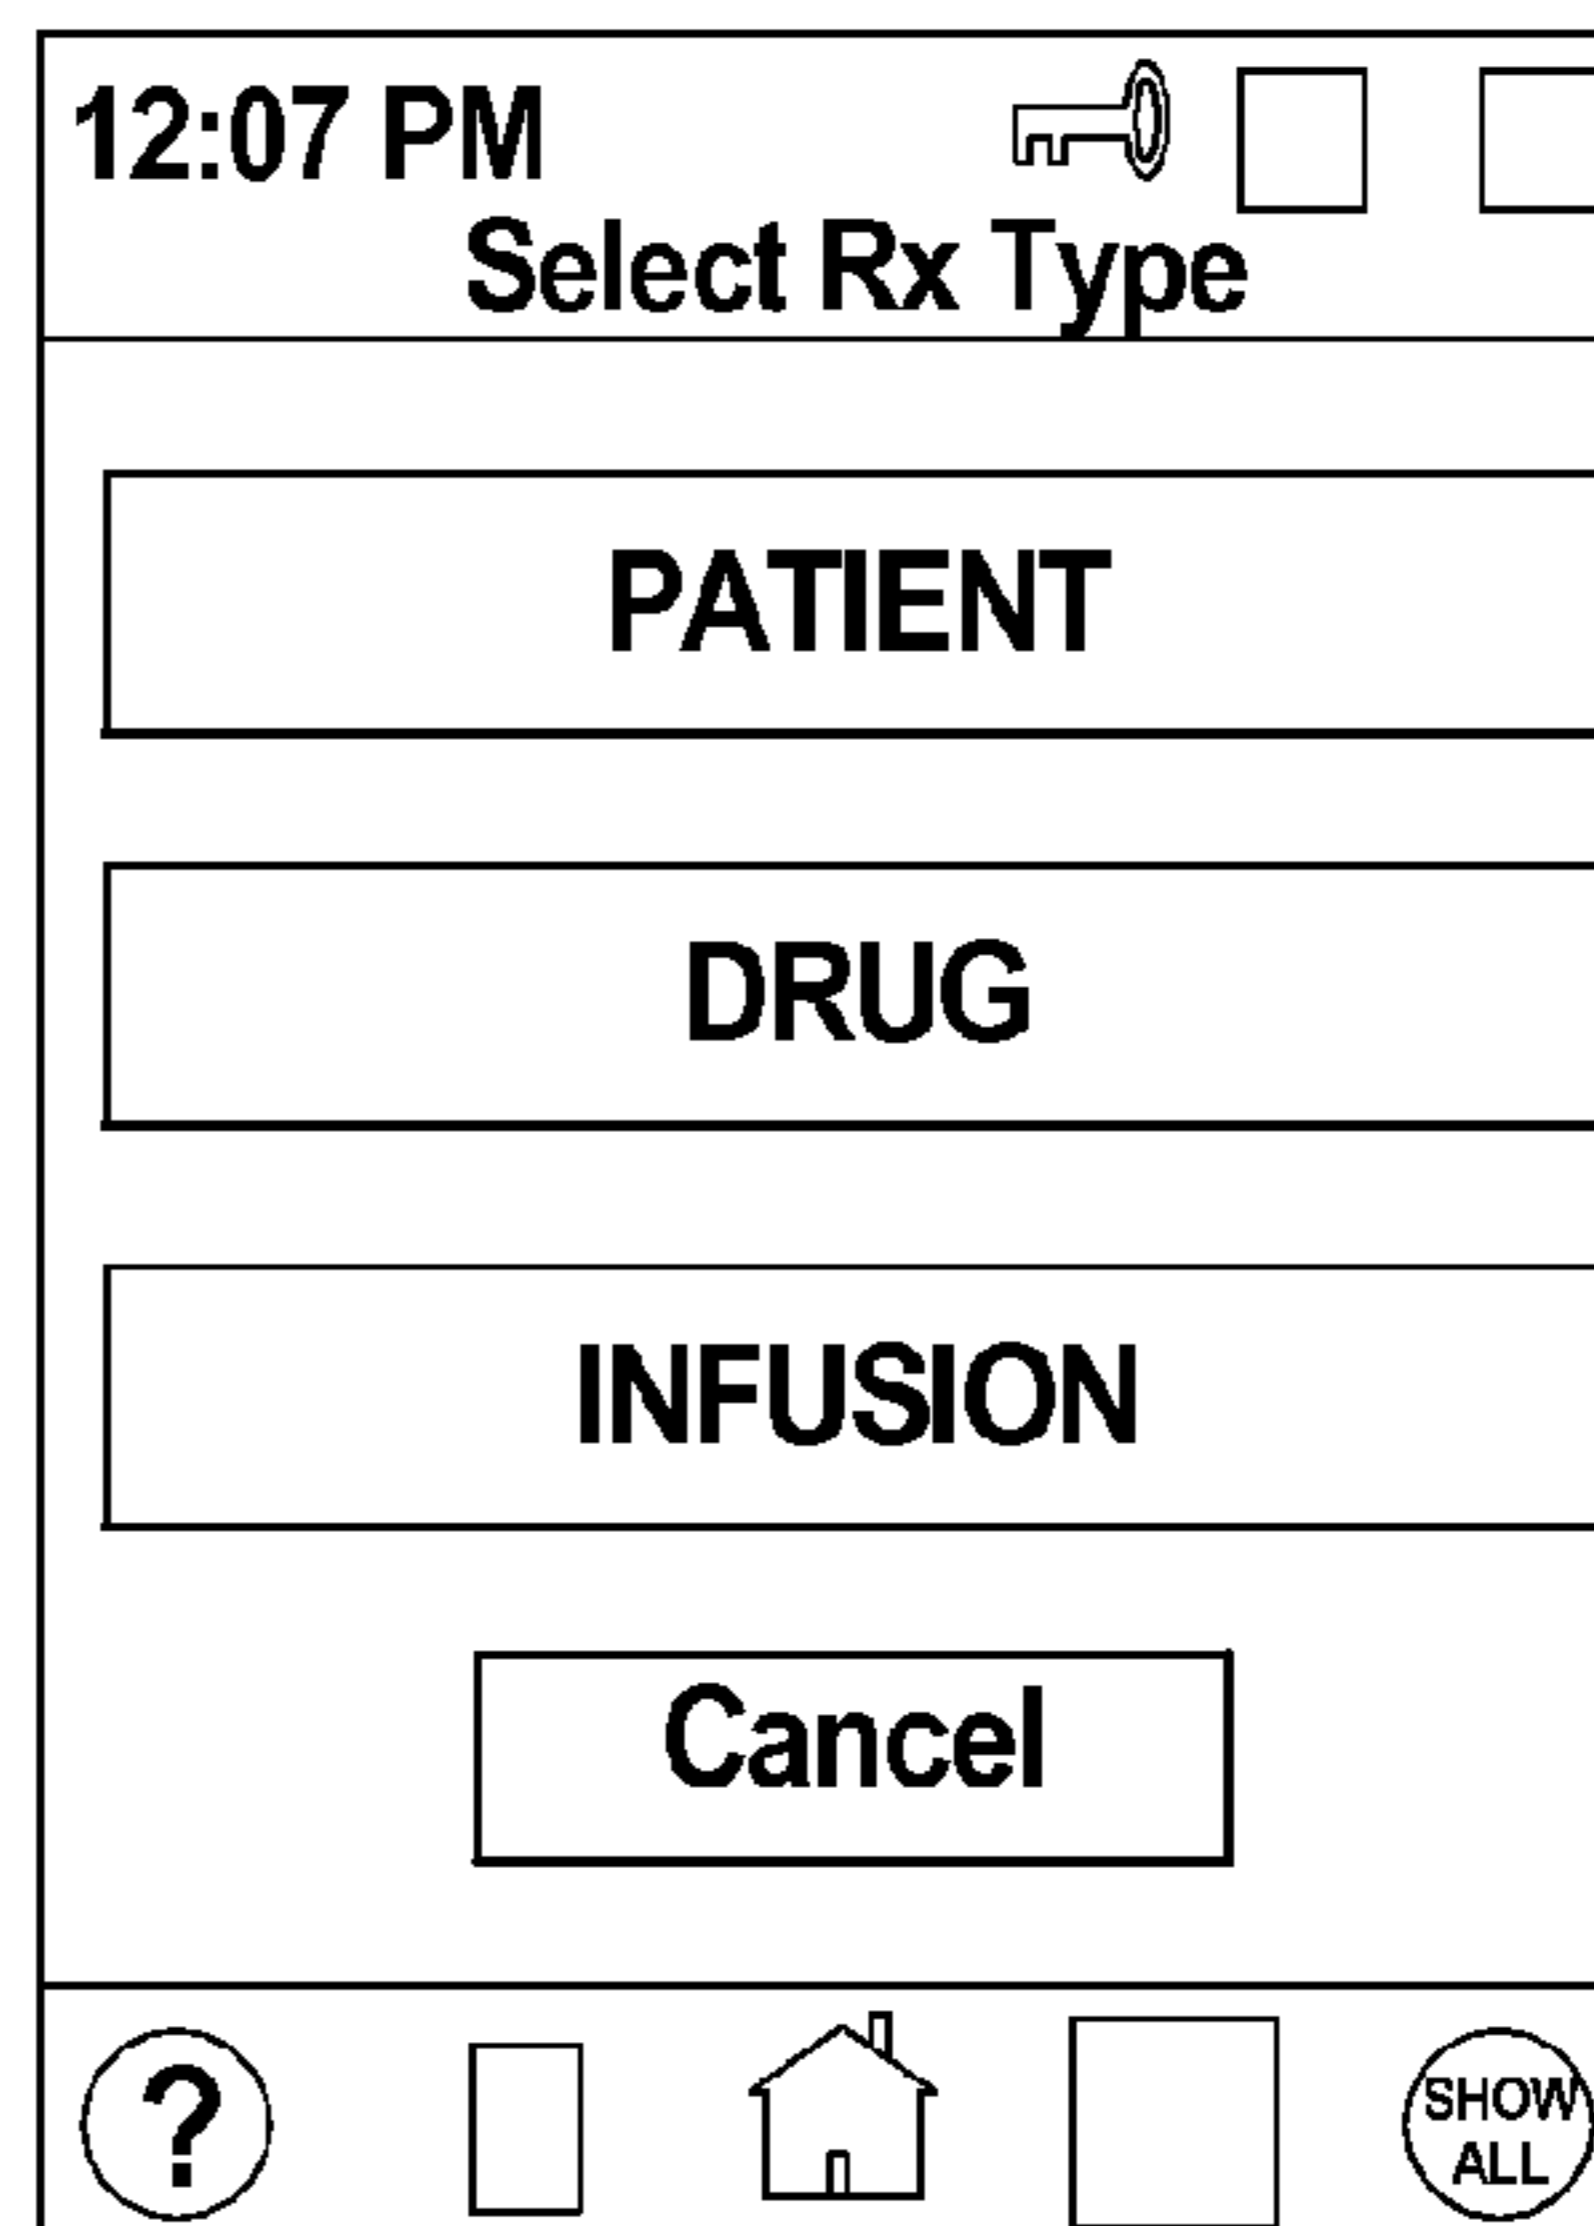 12:07 PM
Select Rx Type
PATIENT
DRUG
INFUSION
Cancel
?
SHOW
ALL